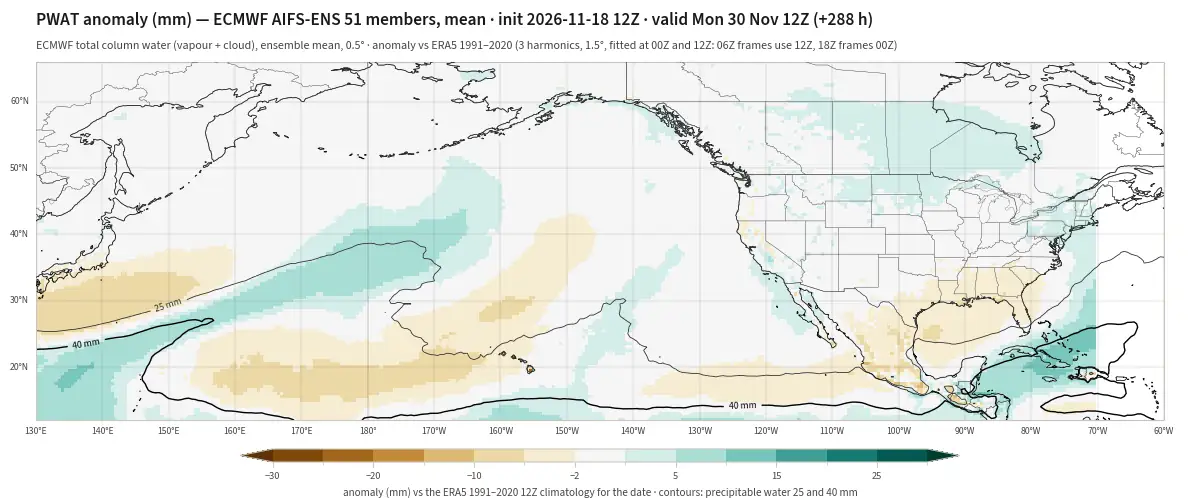 PWAT anomaly (mm) — ECMWF AIFS-ENS 51 members, mean · init 2026-11-18 12Z · valid Mon 30 Nov 12Z (+288 h)
ECMWF total column water (vapour + cloud), ensemble mean, 0.5° · anomaly vs ERA5 1991–2020 (3 harmonics, 1.5°, fitted at 00Z and 12Z: 06Z frames use 12Z, 18Z frames 00Z)
60°N
50°N
40°N
30°N
20°N
25 mm
40 mm
40 mm
130°E 140°E 150°E 160°E 170°E 180° 170°W 160°W 150°W 140°W 130°W 120°W 110°W 100°W 90°W 80°W 70°W 60°W
−30 −20 −10 −2 5 15 25
anomaly (mm) vs the ERA5 1991–2020 12Z climatology for the date · contours: precipitable water 25 and 40 mm